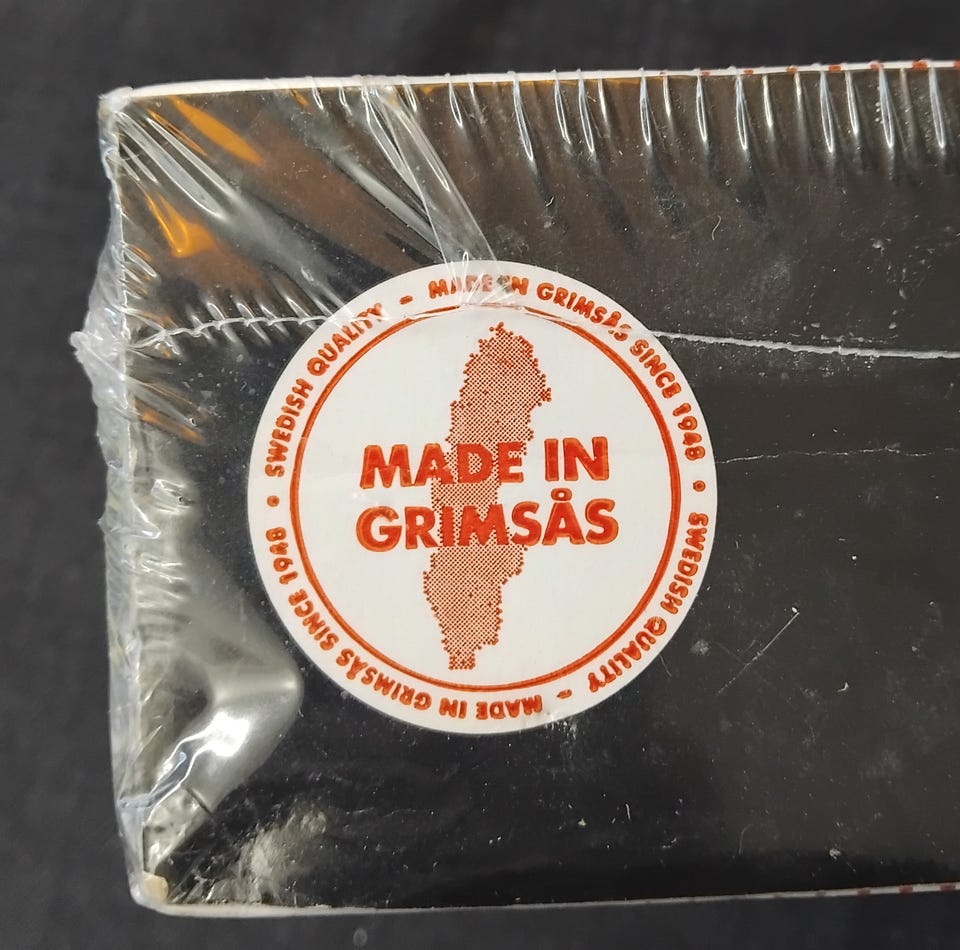 MADE IN GRIMSÅS SINCE 1948 • SWEDISH QUALITY – MADE IN GRIMSÅS SINCE 1948 • SWEDISH QUALITY –
MADE IN
GRIMSÅS